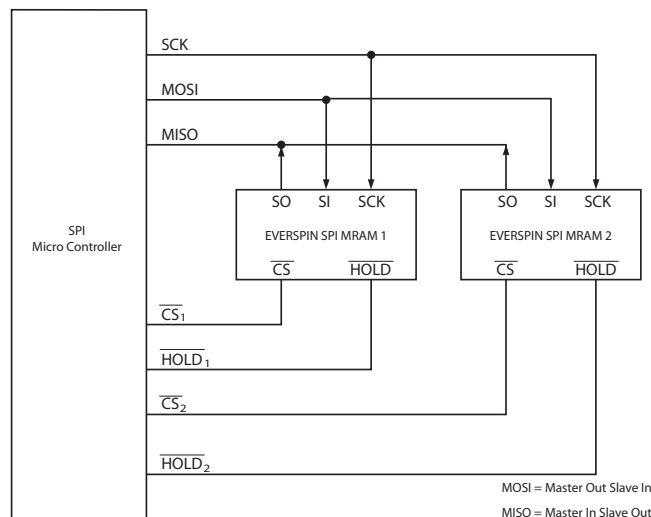 SCK
MOSI
MISO
SO SI SCK
SO SI SCK
SPI
Micro Controller
EVERSPIN SPI MRAM 1
EVERSPIN SPI MRAM 2
CS HOLD
CS HOLD
CS1
HOLD1
CS2
HOLD2
MOSI = Master Out Slave In
MISO = Master In Slave Out